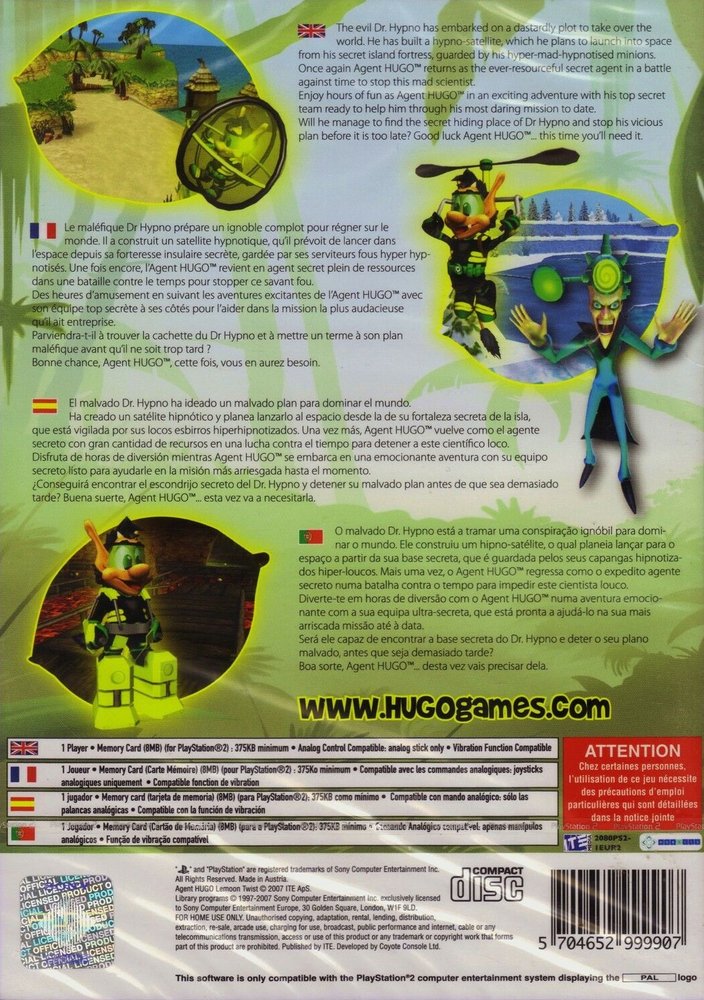 The evil Dr. Hypno has embarked on a dastardly plot to take over the
world. He has built a hypno-satellite, which he plans to launch into space
from his secret island fortress, guarded by his hyper-mad-hypnotised minions.
Once again Agent HUGO™ returns as the ever-resourceful secret agent in a battle
against time to stop this mad scientist.
Enjoy hours of fun as Agent HUGO™ in an exciting adventure with his top secret
team ready to help him through his most daring mission to date.
Will he manage to find the secret hiding place of Dr Hypno and stop his vicious
plan before it is too late? Good luck Agent HUGO™... this time you'll need it.
Le maléfique Dr Hypno prépare un ignoble complot pour régner sur le
monde. Il a construit un satellite hypnotique, qu'il prévoit de lancer dans
l'espace depuis sa forteresse insulaire secrète, gardée par ses serviteurs fous hyper hyp-
notisés. Une fois encore, l'Agent HUGO™ revient en agent secret plein de ressources
dans une bataille contre le temps pour stopper ce savant fou.
Des heures d'amusement en suivant les aventures excitantes de l'Agent HUGO™ avec
son équipe top secrète à ses côtés pour l'aider dans la mission la plus audacieuse
qu'il ait entreprise.
Parviendra-t-il à trouver la cachette du Dr Hypno et à mettre un terme à son plan
maléfique avant qu'il ne soit trop tard ?
Bonne chance, Agent HUGO™, cette fois, vous en aurez besoin.
El malvado Dr. Hypno ha ideado un malvado plan para dominar el mundo.
Ha creado un satélite hipnótico y planea lanzarlo al espacio desde la de su fortaleza secreta de la isla,
que está vigilada por sus locos esbirros hiperhipnotizados. Una vez más, Agent HUGO™ vuelve como el agente
secreto con gran cantidad de recursos en una lucha contra el tiempo para detener a este científico loco.
Disfruta de horas de diversión mientras Agent HUGO™ se embarca en una emocionante aventura con su equipo
secreto listo para ayudarle en la misión más arriesgada hasta el momento.
¿Conseguirá encontrar el escondrijo secreto del Dr. Hypno y detener su malvado plan antes de que sea demasiado
tarde? Buena suerte, Agent HUGO™... esta vez va a necesitarla.
O malvado Dr. Hypno está a tramar uma conspiração ignóbil para domi-
nar o mundo. Ele construiu um hipno-satélite, o qual planeia lançar para o
espaço a partir da sua base secreta, que é guardada pelos seus capangas hipnotiza-
dos hiper-loucos. Mais uma vez, o Agent HUGO™ regressa como o expedito agente
secreto numa batalha contra o tempo para impedir este cientista louco.
Diverte-te em horas de diversão com o Agent HUGO™ numa aventura emocio-
nante com a sua equipa ultra-secreta, que está pronta a ajudá-lo na sua mais
arriscada missão até à data.
Será ele capaz de encontrar a base secreta do Dr. Hypno e deter o seu plano
malvado, antes que seja demasiado tarde?
Boa sorte, Agent HUGO™... desta vez vais precisar dela.
www.HUGOgames.com
1 Player • Memory Card (8MB) (for PlayStation®2) : 375KB minimum • Analog Control Compatible: analog stick only • Vibration Function Compatible
1 Joueur • Memory Card (Carte Mémoire) (8MB) (pour PlayStation®2) : 375Ko minimum • Compatible avec les commandes analogiques: joysticks
analogiques uniquement • Compatible fonction de vibration
1 jugador • Memory card (tarjeta de memoria) (8MB) (para PlayStation®2): 375KB como mínimo • Compatible con mando analógico: sólo las
palancas analógicas • Compatible con la función de vibración
1 Jogador • Memory Card (Cartão de Memória) (8MB) (para a PlayStation®2): 375KB mínimo • Comando Analógico compatível: apenas manípulos
analógicos • Função de vibração compatível
ATTENTION
Chez certaines personnes,
l'utilisation de ce jeu nécessite
des précautions d'emploi
particulières qui sont détaillées
dans la notice jointe
PlayStation 2
ITE
2080PS2-
1EUR2
OFFICIAL LICENSED PRODUCT
"PS" and "PlayStation" are registered trademarks of Sony Computer Entertainment Inc.
All Rights Reserved. Made in Austria.
Agent HUGO Lemoon Twist © 2007 ITE ApS.
Library programs © 1997-2007 Sony Computer Entertainment Inc. exclusively licensed
to Sony Computer Entertainment Europe, 30 Golden Square, London, W1F 9LD.
FOR HOME USE ONLY. Unauthorised copying, adaptation, rental, lending, distribution,
extraction, re-sale, arcade use, charging for use, broadcast, public performance and internet, cable or any
telecommunications transmission, access or use of this product or any trademark or copyright work that forms
part of this product are prohibited. Published by ITE. Developed by Coyote Console Ltd.
COMPACT
disc
5 704652 999907
This software is only compatible with the PlayStation®2 computer entertainment system displaying the PAL logo